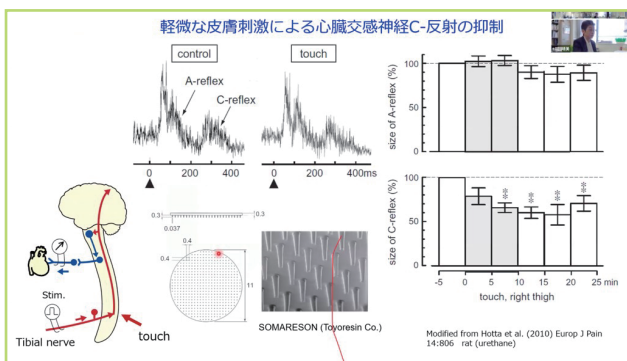 軽微な皮膚刺激による心臓交感神経C-反射の抑制
control
touch
A-reflex
C-reflex
0 200 400
0 200 400ms
size of A-reflex (%)
100
50
0
size of C-reflex (%)
100
50
0
**
**
**
**
-5 0 5 10 15 20 25 min
touch, right thigh
Stim.
Tibial nerve
touch
0.3
0.3
0.037
0.4
0.4
11
SOMARESON (Toyoresin Co.)
Modified from Hotta et al. (2010) Europ J Pain
14:806 rat (urethane)